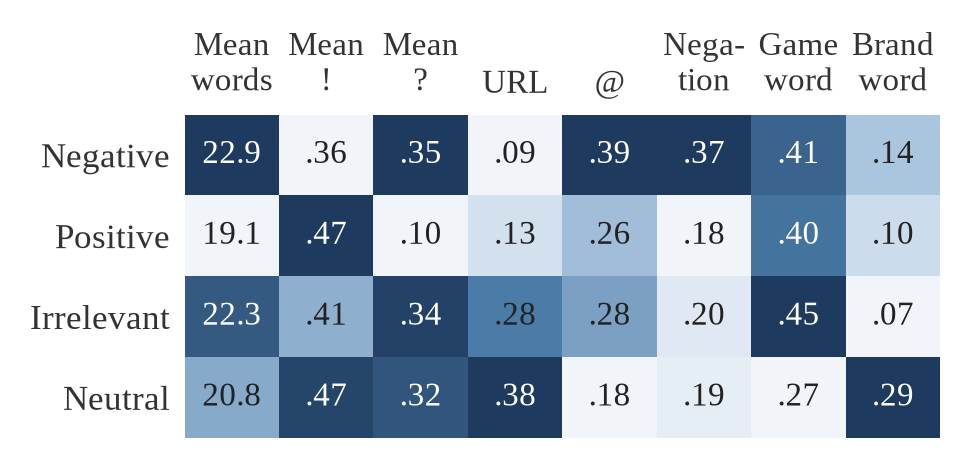 Mean Mean Mean Nega- Game Brand
words ! ? URL @ tion word word
Negative 22.9 .36 .35 .09 .39 .37 .41 .14
Positive 19.1 .47 .10 .13 .26 .18 .40 .10
Irrelevant 22.3 .41 .34 .28 .28 .20 .45 .07
Neutral 20.8 .47 .32 .38 .18 .19 .27 .29